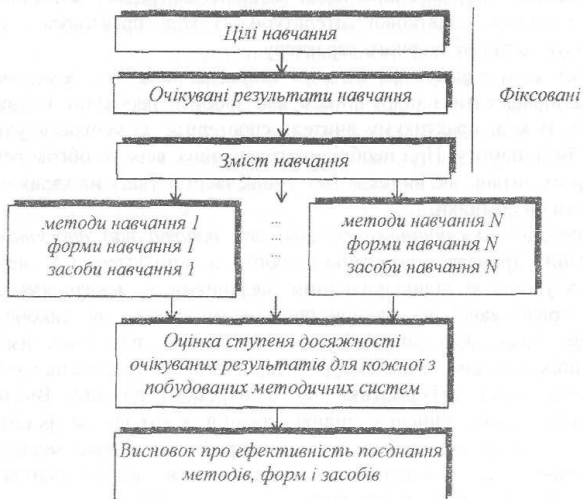 Цілі навчання
Очікувані результати навчання
Фіксовані
Зміст навчання
методи навчання 1
форми навчання 1
засоби навчання 1
...
...
методи навчання N
форми навчання N
засоби навчання N
Оцінка ступеня досяжності
очікуваних результатів для кожної з
побудованих методичних систем
Висновок про ефективність поєднання
методів, форм і засобів